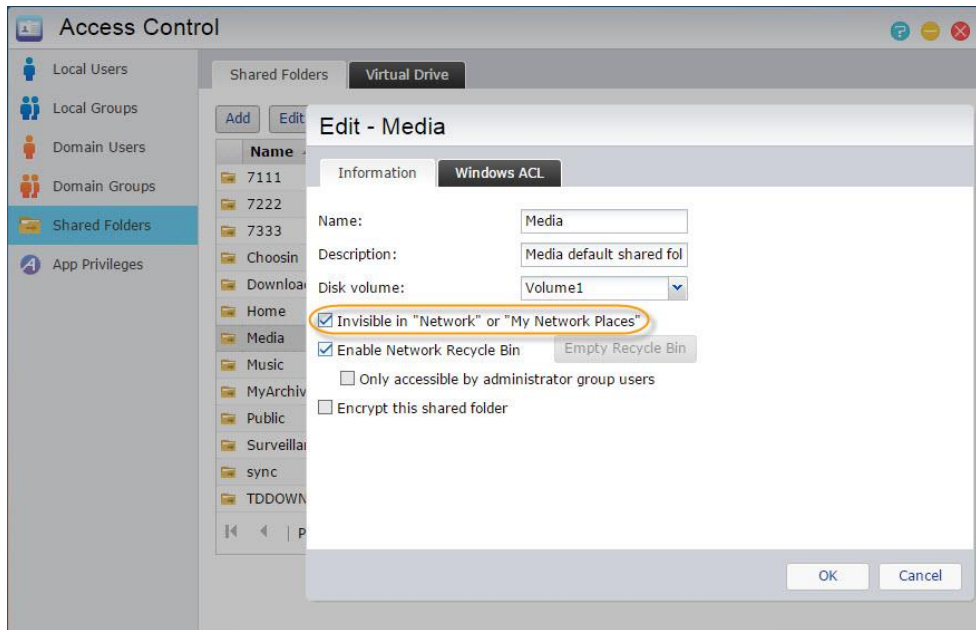 Access Control
Local Users
Local Groups
Domain Users
Domain Groups
Shared Folders
App Privileges
Shared Folders Virtual Drive
Add Edit
Name
7111
7222
7333
Choosin
Downloa
Home
Media
Music
MyArchiv
Public
Surveillan
sync
TDDOWN
P
Edit - Media
Information Windows ACL
Name: Media
Description: Media default shared fol
Disk volume: Volume1
Invisible in "Network" or "My Network Places"
Enable Network Recycle Bin Empty Recycle Bin
Only accessible by administrator group users
Encrypt this shared folder
OK Cancel